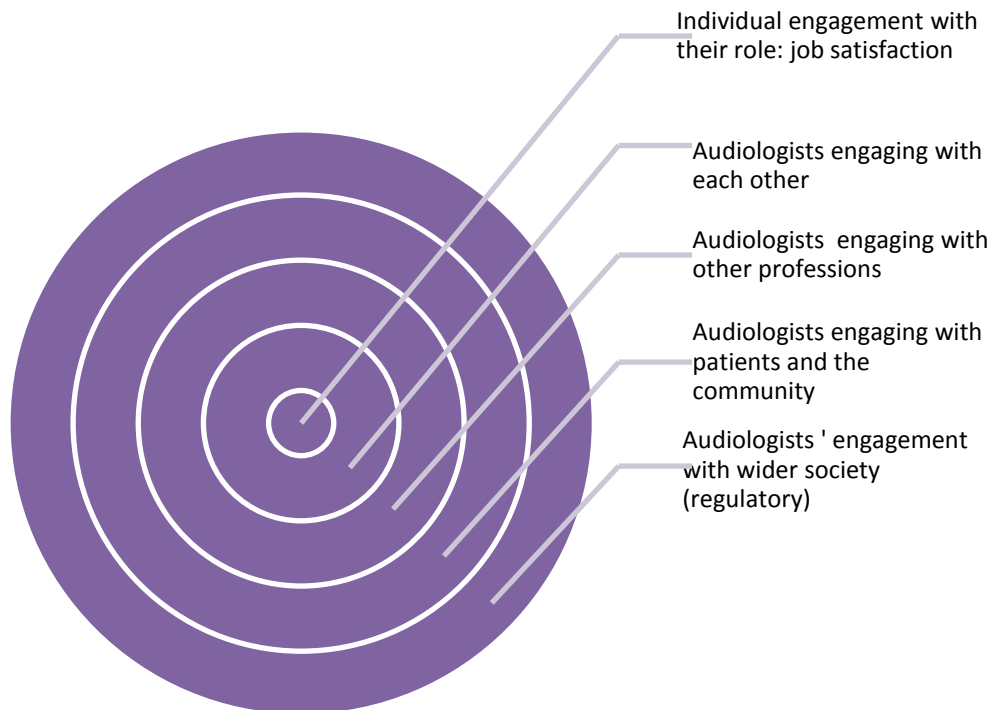 Individual engagement with
their role: job satisfaction
Audiologists engaging with
each other
Audiologists  engaging with
other professions
Audiologists engaging with
patients and the
community
Audiologists ' engagement
with wider society
(regulatory)